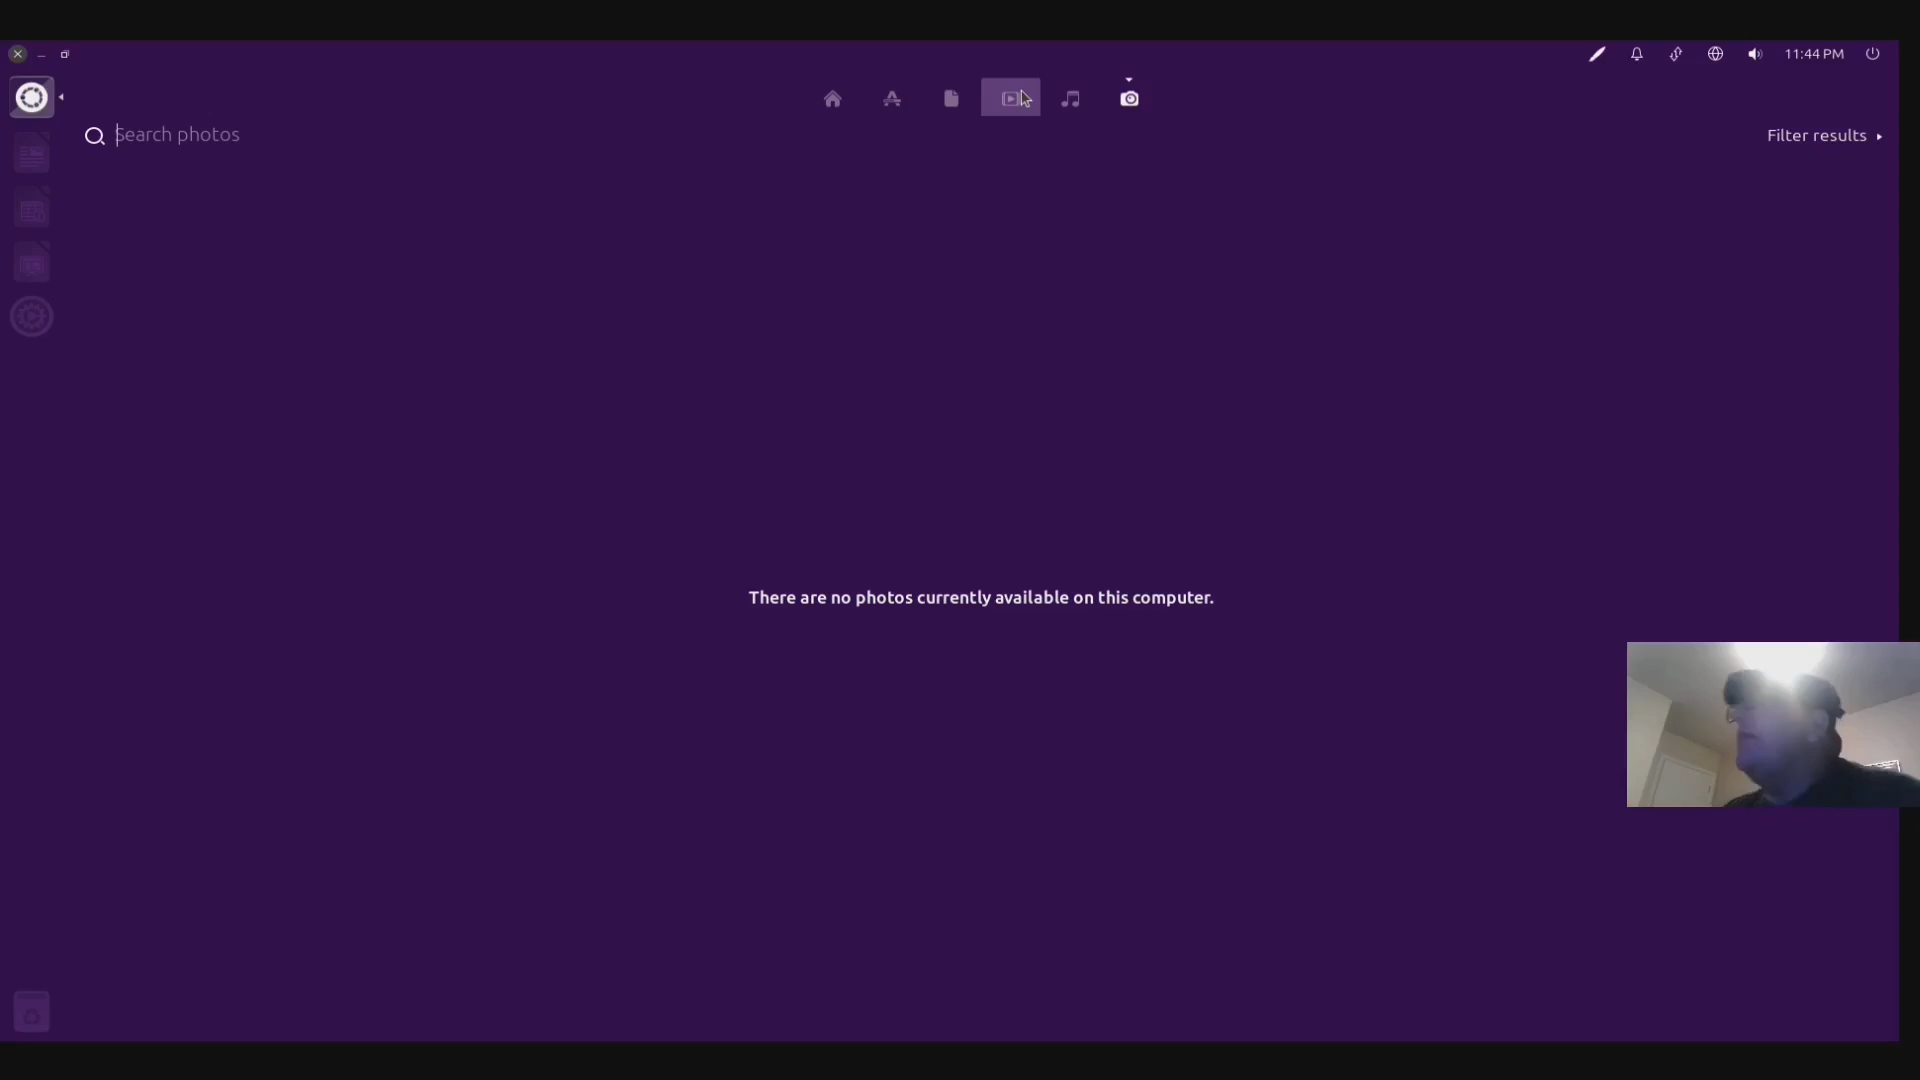 11:44 PM
Search photos
Filter results
There are no photos currently available on this computer.